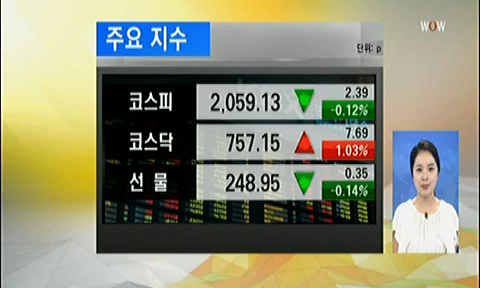 WOW
주요 지수
단위: p
코스피 2,059.13 2.39 -0.12%
코스닥 757.15 7.69 1.03%
선 물 248.95 0.35 -0.14%